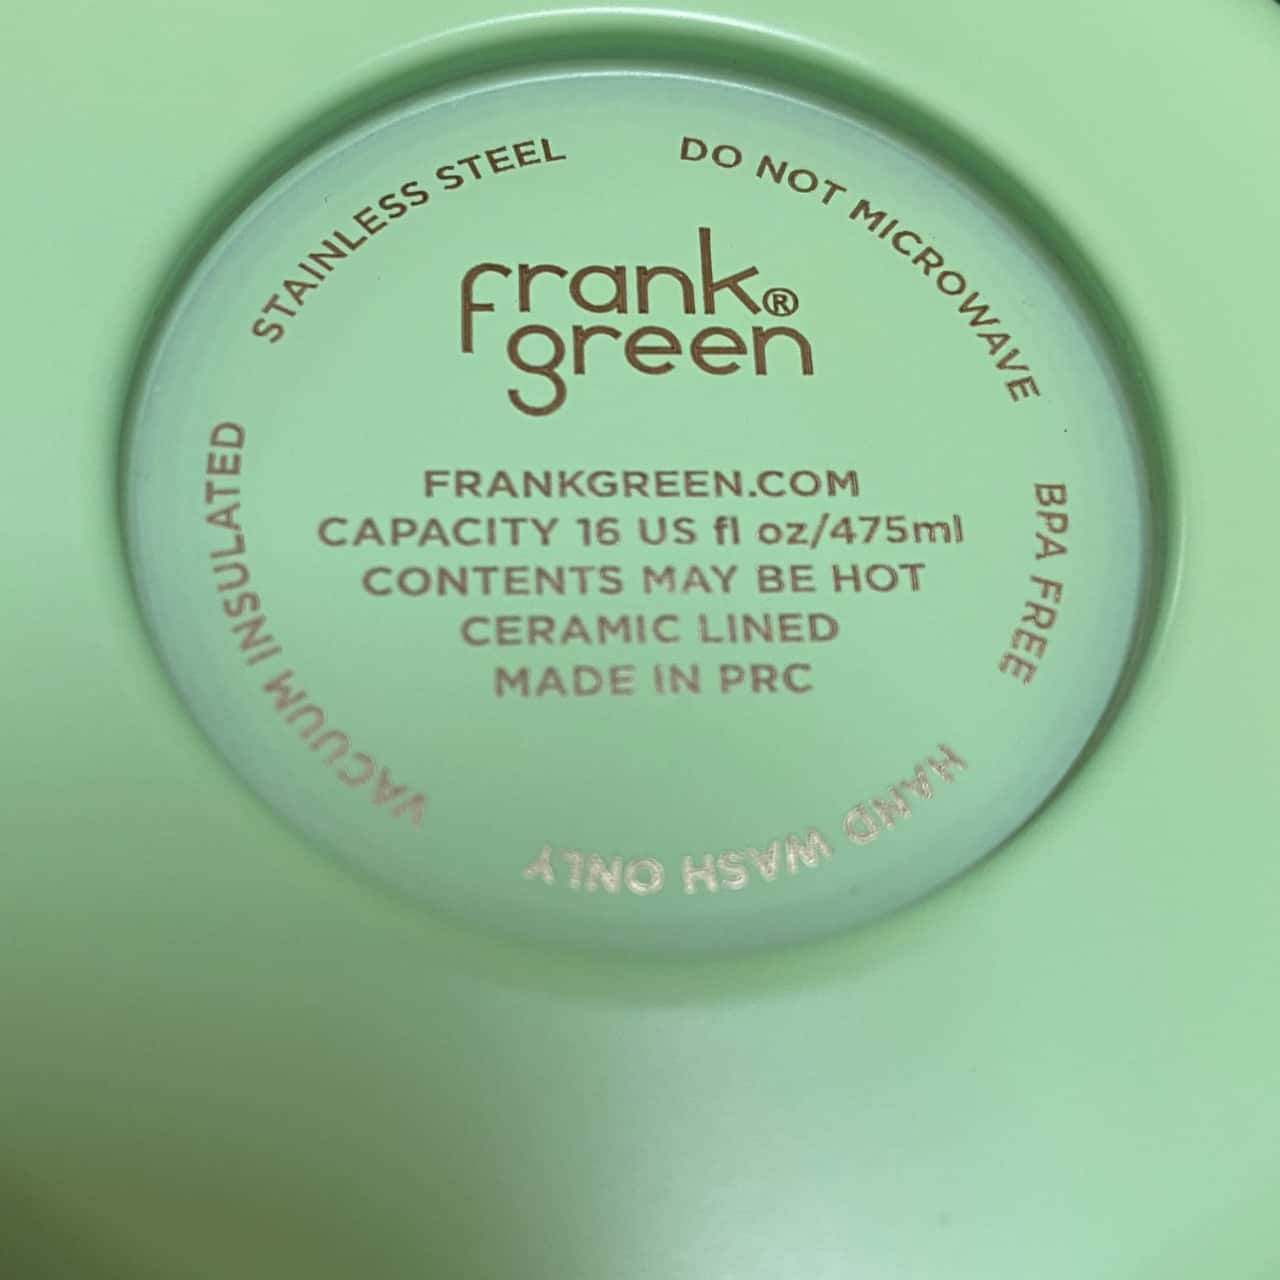 STAINLESS STEEL
DO NOT MICROWAVE
BPA FREE
HAND WASH ONLY
VACUUM INSULATED
frank®
green
FRANKGREEN.COM
CAPACITY 16 US fl oz/475ml
CONTENTS MAY BE HOT
CERAMIC LINED
MADE IN PRC